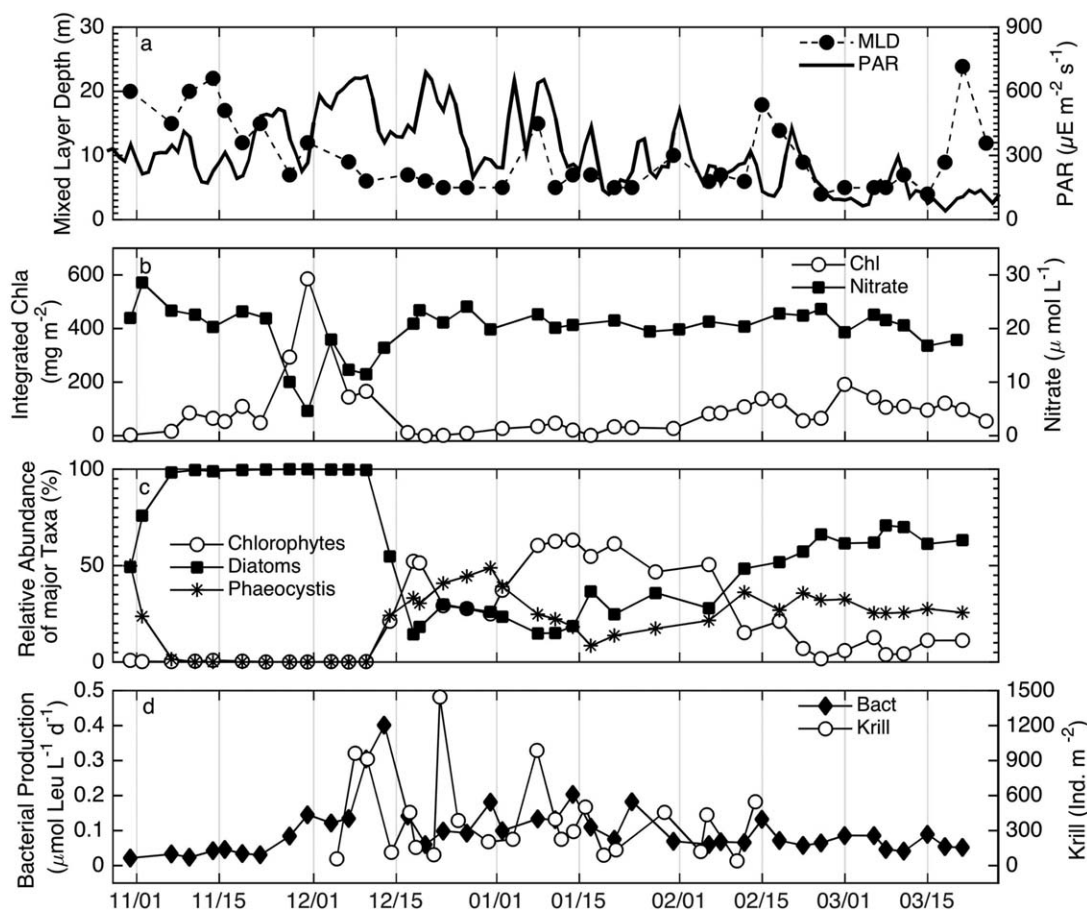 30
20
10
0
Mixed Layer Depth (m)
a
MLD
PAR
900
600
300
0
PAR (µE m-2 s-1)
600
400
200
0
Integrated Chla
(mg m-2)
b
Chl
Nitrate
30
20
10
0
Nitrate (µ mol L-1)
100
50
0
Relative Abundance
of major Taxa (%)
c
Chlorophytes
Diatoms
Phaeocystis
0.5
0.4
0.3
0.2
0.1
0
Bacterial Production
(µmol Leu L-1 d-1)
d
Bact
Krill
1500
1200
900
600
300
0
Krill (Ind. m-2)
11/01 11/15 12/01 12/15 01/01 01/15 02/01 02/15 03/01 03/15